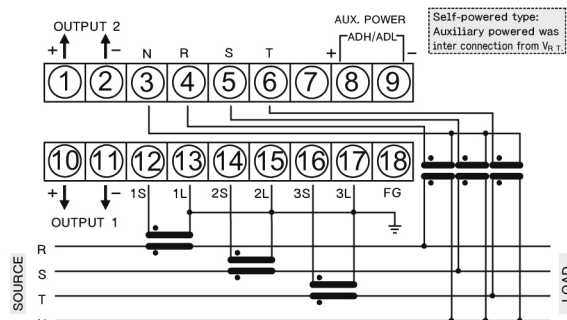 OUTPUT 2
+ −
N R S T
AUX. POWER
ADH/ADL
+ −
Self-powered type:
Auxiliary powered was
inter connection from VR T.
1 2 3 4 5 6 7 8 9
10 11 12 13 14 15 16 17 18
+ − 1S 1L 2S 2L 3S 3L FG
OUTPUT 1
SOURCE
R
S
T
LOAD